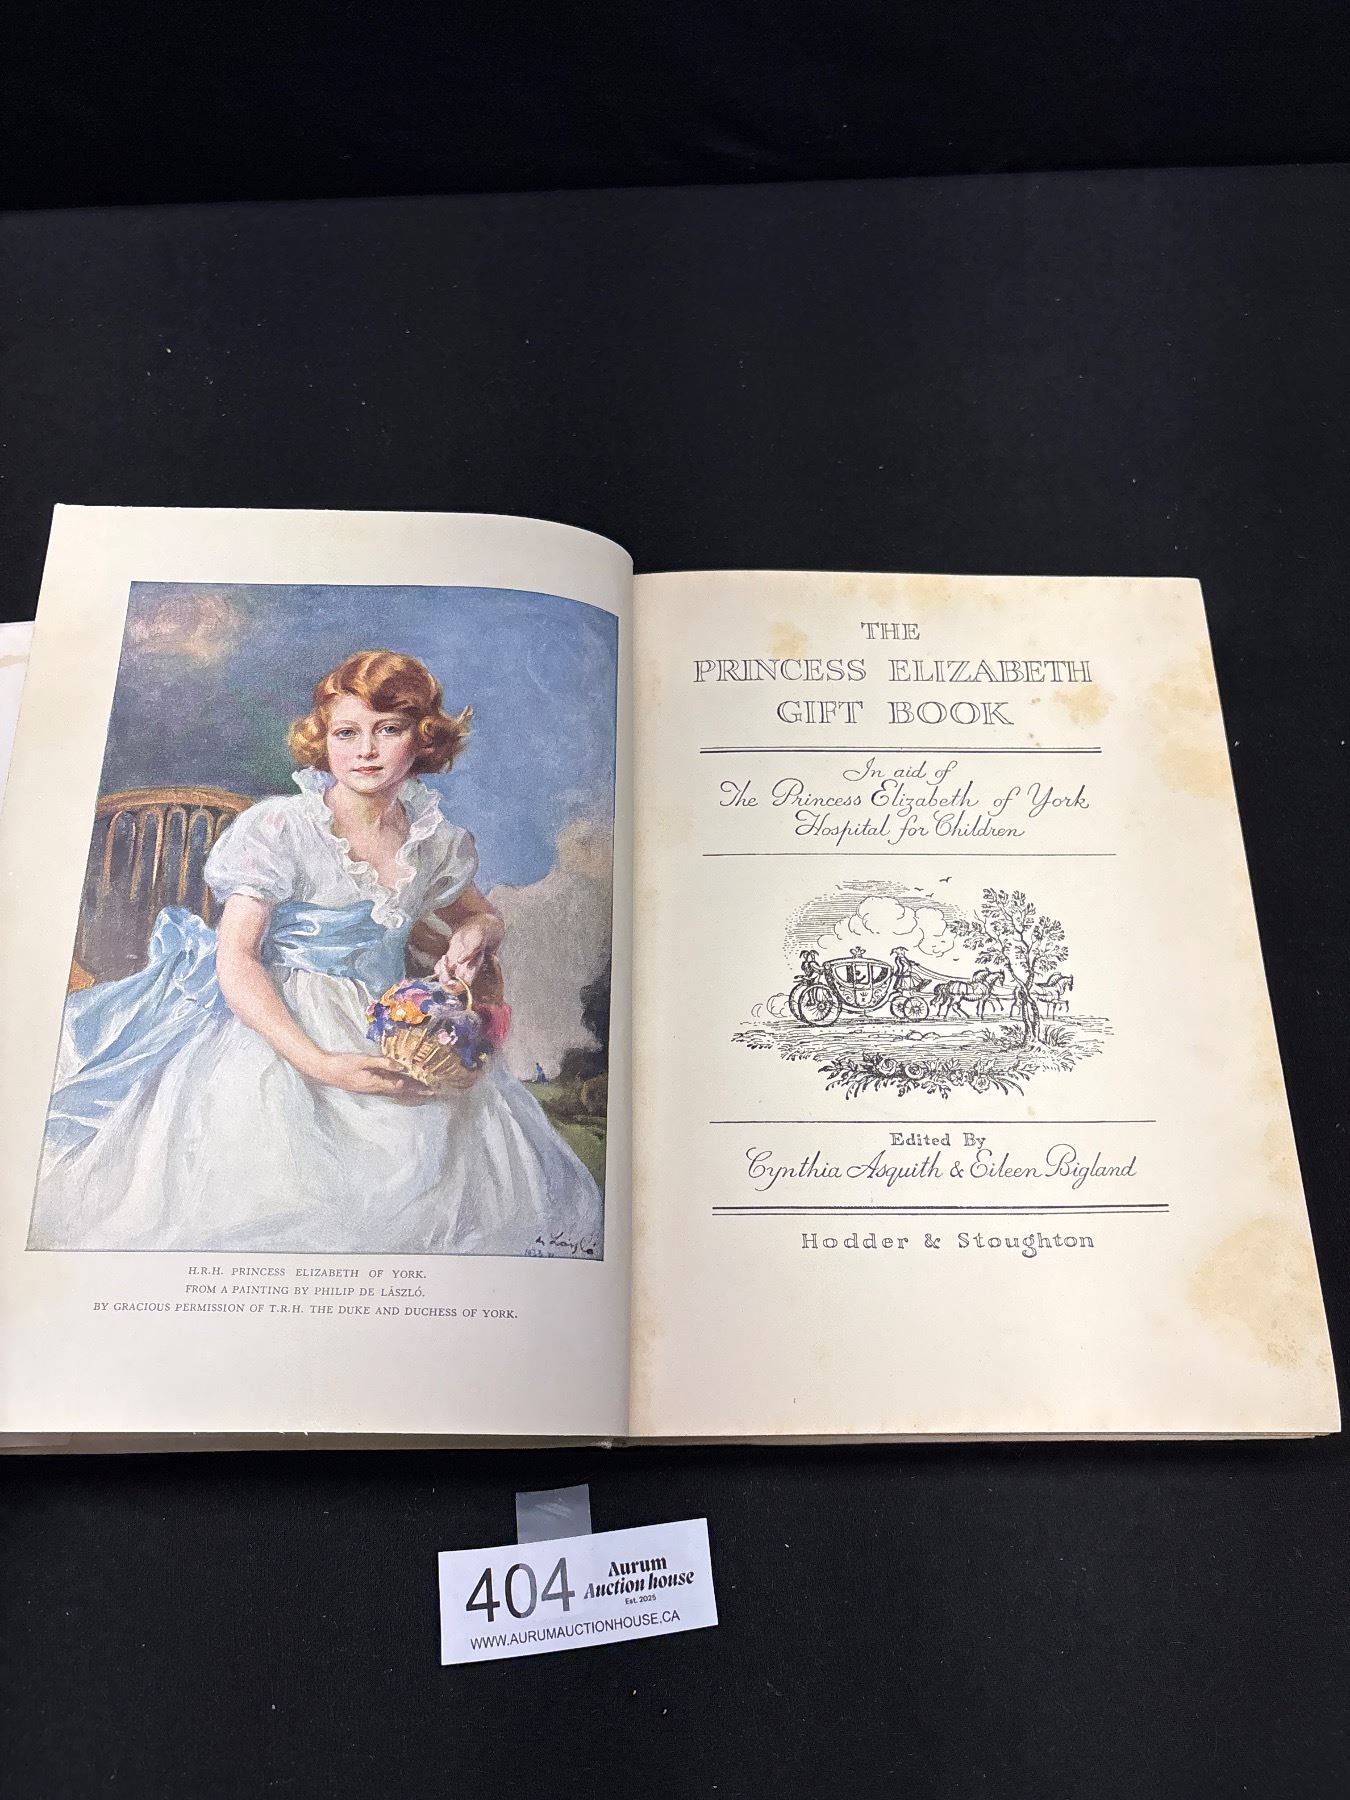 H.R.H. PRINCESS ELIZABETH OF YORK.
FROM A PAINTING BY PHILIP DE LÁSZLÓ.
BY GRACIOUS PERMISSION OF T.R.H. THE DUKE AND DUCHESS OF YORK.
THE
PRINCESS ELIZABETH
GIFT BOOK
In aid of
The Princess Elizabeth of York
Hospital for Children
Edited By
Cynthia Asquith & Eileen Bigland
Hodder & Stoughton
404
Aurum
Auction house
Est. 2025
WWW.AURUMAUCTIONHOUSE.CA